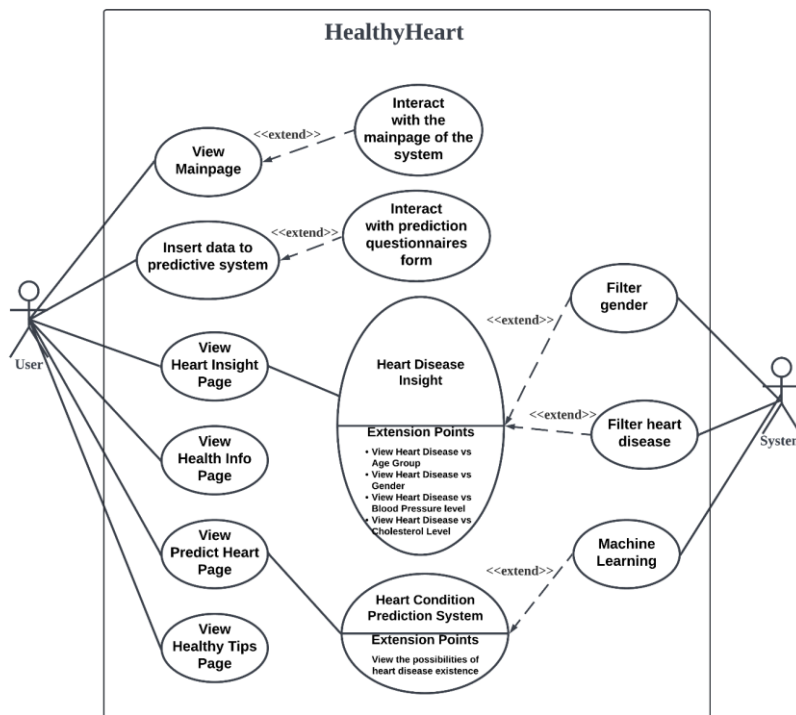 HealthyHeart
View
Mainpage
<<extend>>
Interact
with the
mainpage of the
system
Insert data to
predictive system
<<extend>>
Interact
with prediction
questionnaires
form
User
View
Heart Insight
Page
Heart Disease
Insight
Extension Points
• View Heart Disease vs
Age Group
• View Heart Disease vs
Gender
• View Heart Disease vs
Blood Pressure level
• View Heart Disease vs
Cholesterol Level
<<extend>>
Filter
gender
<<extend>>
Filter heart
disease
System
View
Health Info
Page
View
Predict Heart
Page
Heart Condition
Prediction System
Extension Points
View the possibilities of
heart disease existence
<<extend>>
Machine
Learning
View
Healthy Tips
Page